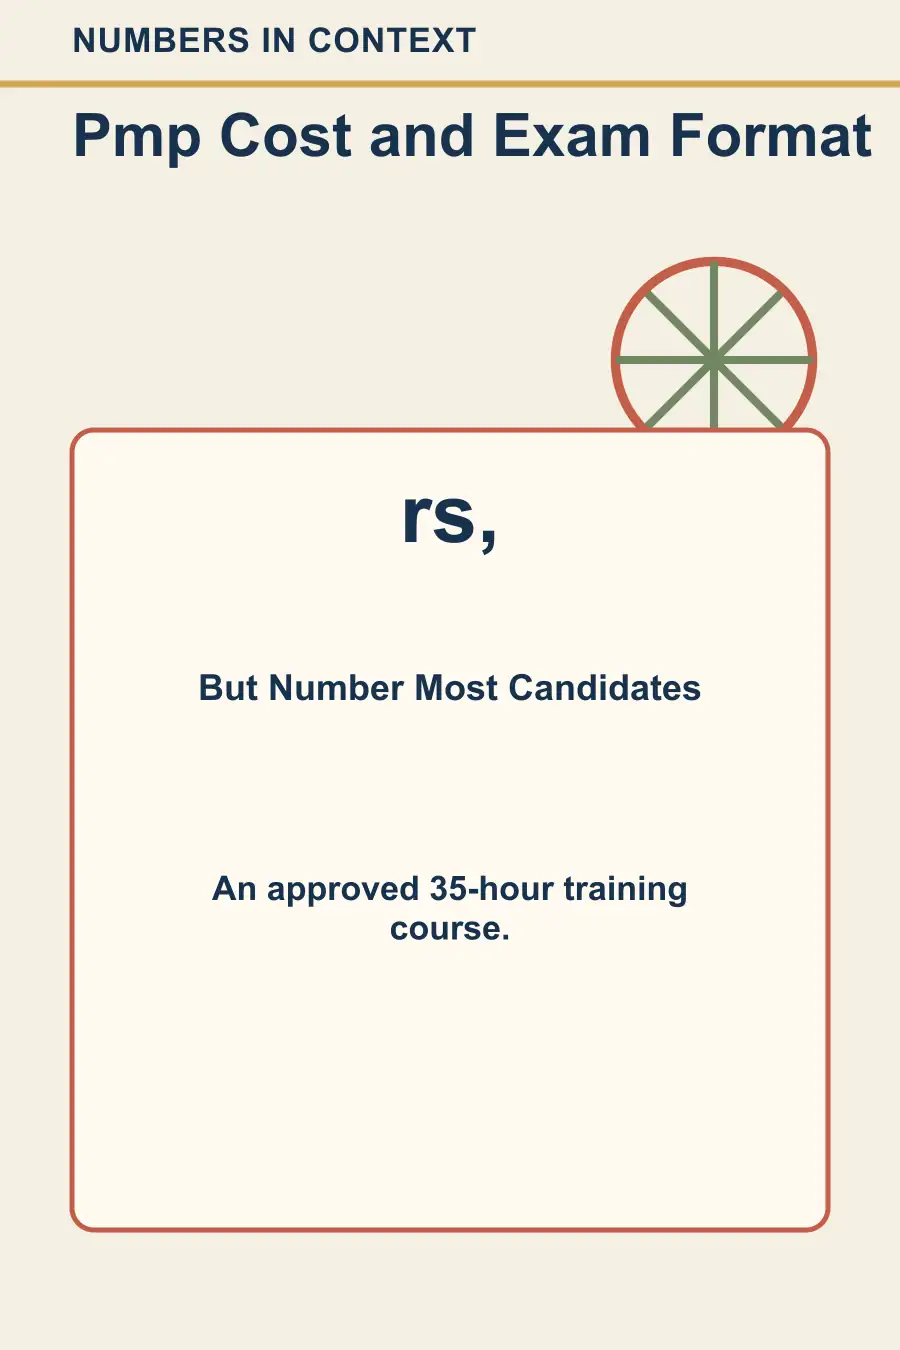 NUMBERS IN CONTEXT
Pmp Cost and Exam Format
rs,
But Number Most Candidates
An approved 35-hour training
course.